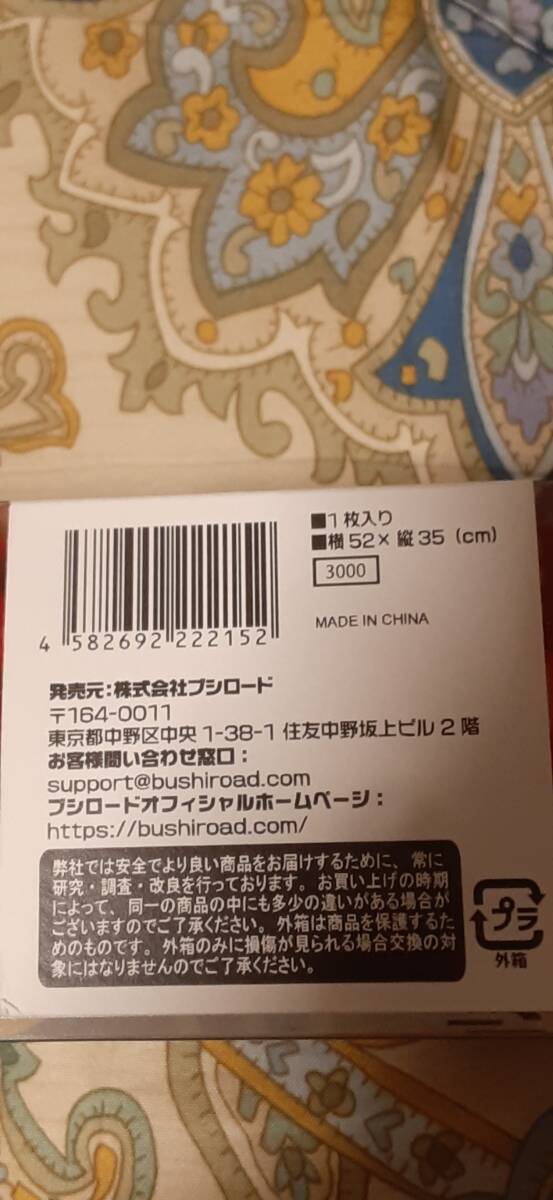 ■1枚入り
■横52×縦35（cm）
3000
MADE IN CHINA
4 582692 222152
発売元：株式会社ブシロード
〒164-0011
東京都中野区中央1-38-1 住友中野坂上ビル2階
お客様問い合わせ窓口：
support@bushiroad.com
ブシロードオフィシャルホームページ：
https://bushiroad.com/
弊社では安全でより良い商品をお届けするために、常に
研究・調査・改良を行っております。お買い上げの時期
によって、同一の商品の中にも多少の違いがある場合が
ございますのでご了承ください。外箱は商品を保護するた
めのものです。外箱のみに損傷が見られる場合交換の対
象にはなりませんのでご了承ください。
プラ
外箱